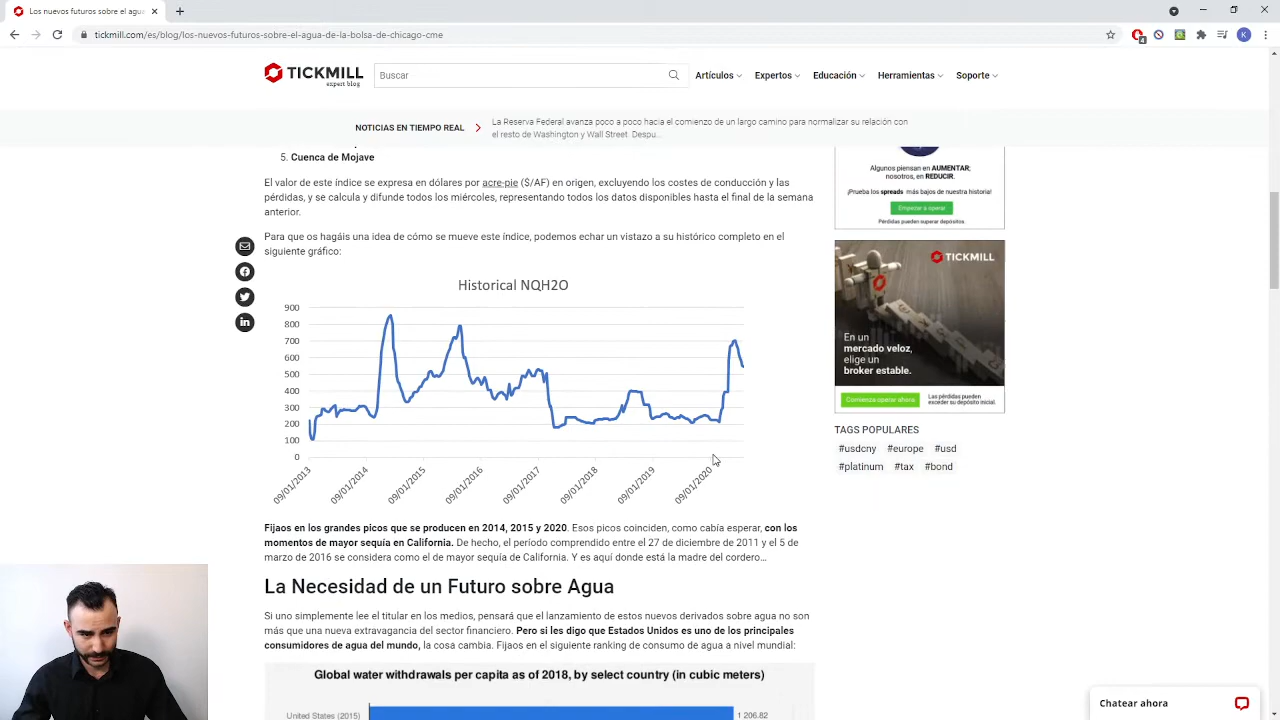 Los nuevos futuros sobre el agua
tickmill.com/es/blog/los-nuevos-futuros-sobre-el-agua-de-la-bolsa-de-chicago-cme
4
K
TICKMILL
expert blog
Buscar
Artículos
Expertos
Educación
Herramientas
Soporte
NOTICIAS EN TIEMPO REAL
La Reserva Federal avanza poco a poco hacia el comienzo de un largo camino para normalizar su relación con
el resto de Washington y Wall Street. Despu...
5. Cuenca de Mojave
El valor de este índice se expresa en dólares por acre-pie ($/AF) en origen, excluyendo los costes de conducción y las
pérdidas, y se calcula y difunde todos los miércoles, representando todos los datos disponibles hasta el final de la semana
anterior.
Para que os hagáis una idea de cómo se mueve este índice, podemos echar un vistazo a su histórico completo en el
siguiente gráfico:
Historical NQH2O
900
800
700
600
500
400
300
200
100
0
09/01/2013
09/01/2014
09/01/2015
09/01/2016
09/01/2017
09/01/2018
09/01/2019
09/01/2020
Fijaos en los grandes picos que se producen en 2014, 2015 y 2020. Esos picos coinciden, como cabía esperar, con los
momentos de mayor sequía en California. De hecho, el período comprendido entre el 27 de diciembre de 2011 y el 5 de
marzo de 2016 se considera como el de mayor sequía de California. Y es aquí donde está la madre del cordero...
La Necesidad de un Futuro sobre Agua
Si uno simplemente lee el titular en los medios, pensará que el lanzamiento de estos nuevos derivados sobre agua no son
más que una nueva extravagancia del sector financiero. Pero si les digo que Estados Unidos es uno de los principales
consumidores de agua del mundo, la cosa cambia. Fijaos en el siguiente ranking de consumo de agua a nivel mundial:
Global water withdrawals per capita as of 2018, by select country (in cubic meters)
United States (2015)
1 206.82
Algunos piensan en AUMENTAR;
nosotros, en REDUCIR.
¡Prueba los spreads más bajos de nuestra historia!
Empezar a operar
Pérdidas pueden superar depósitos.
TICKMILL
En un
mercado veloz,
elige un
broker estable.
Comienza operar ahora
Las pérdidas pueden
exceder su depósito inicial.
TAGS POPULARES
#usdcny #europe #usd
#platinum #tax #bond
Chatear ahora